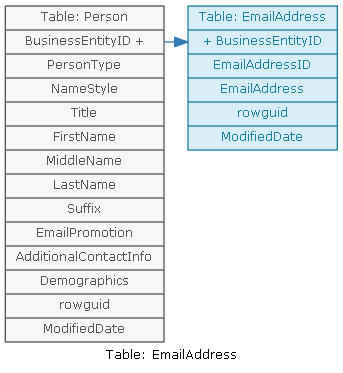 Table: Person
BusinessEntityID +
PersonType
NameStyle
Title
FirstName
MiddleName
LastName
Suffix
EmailPromotion
AdditionalContactInfo
Demographics
rowguid
ModifiedDate
Table: EmailAddress
+ BusinessEntityID
EmailAddressID
EmailAddress
rowguid
ModifiedDate
Table: EmailAddress